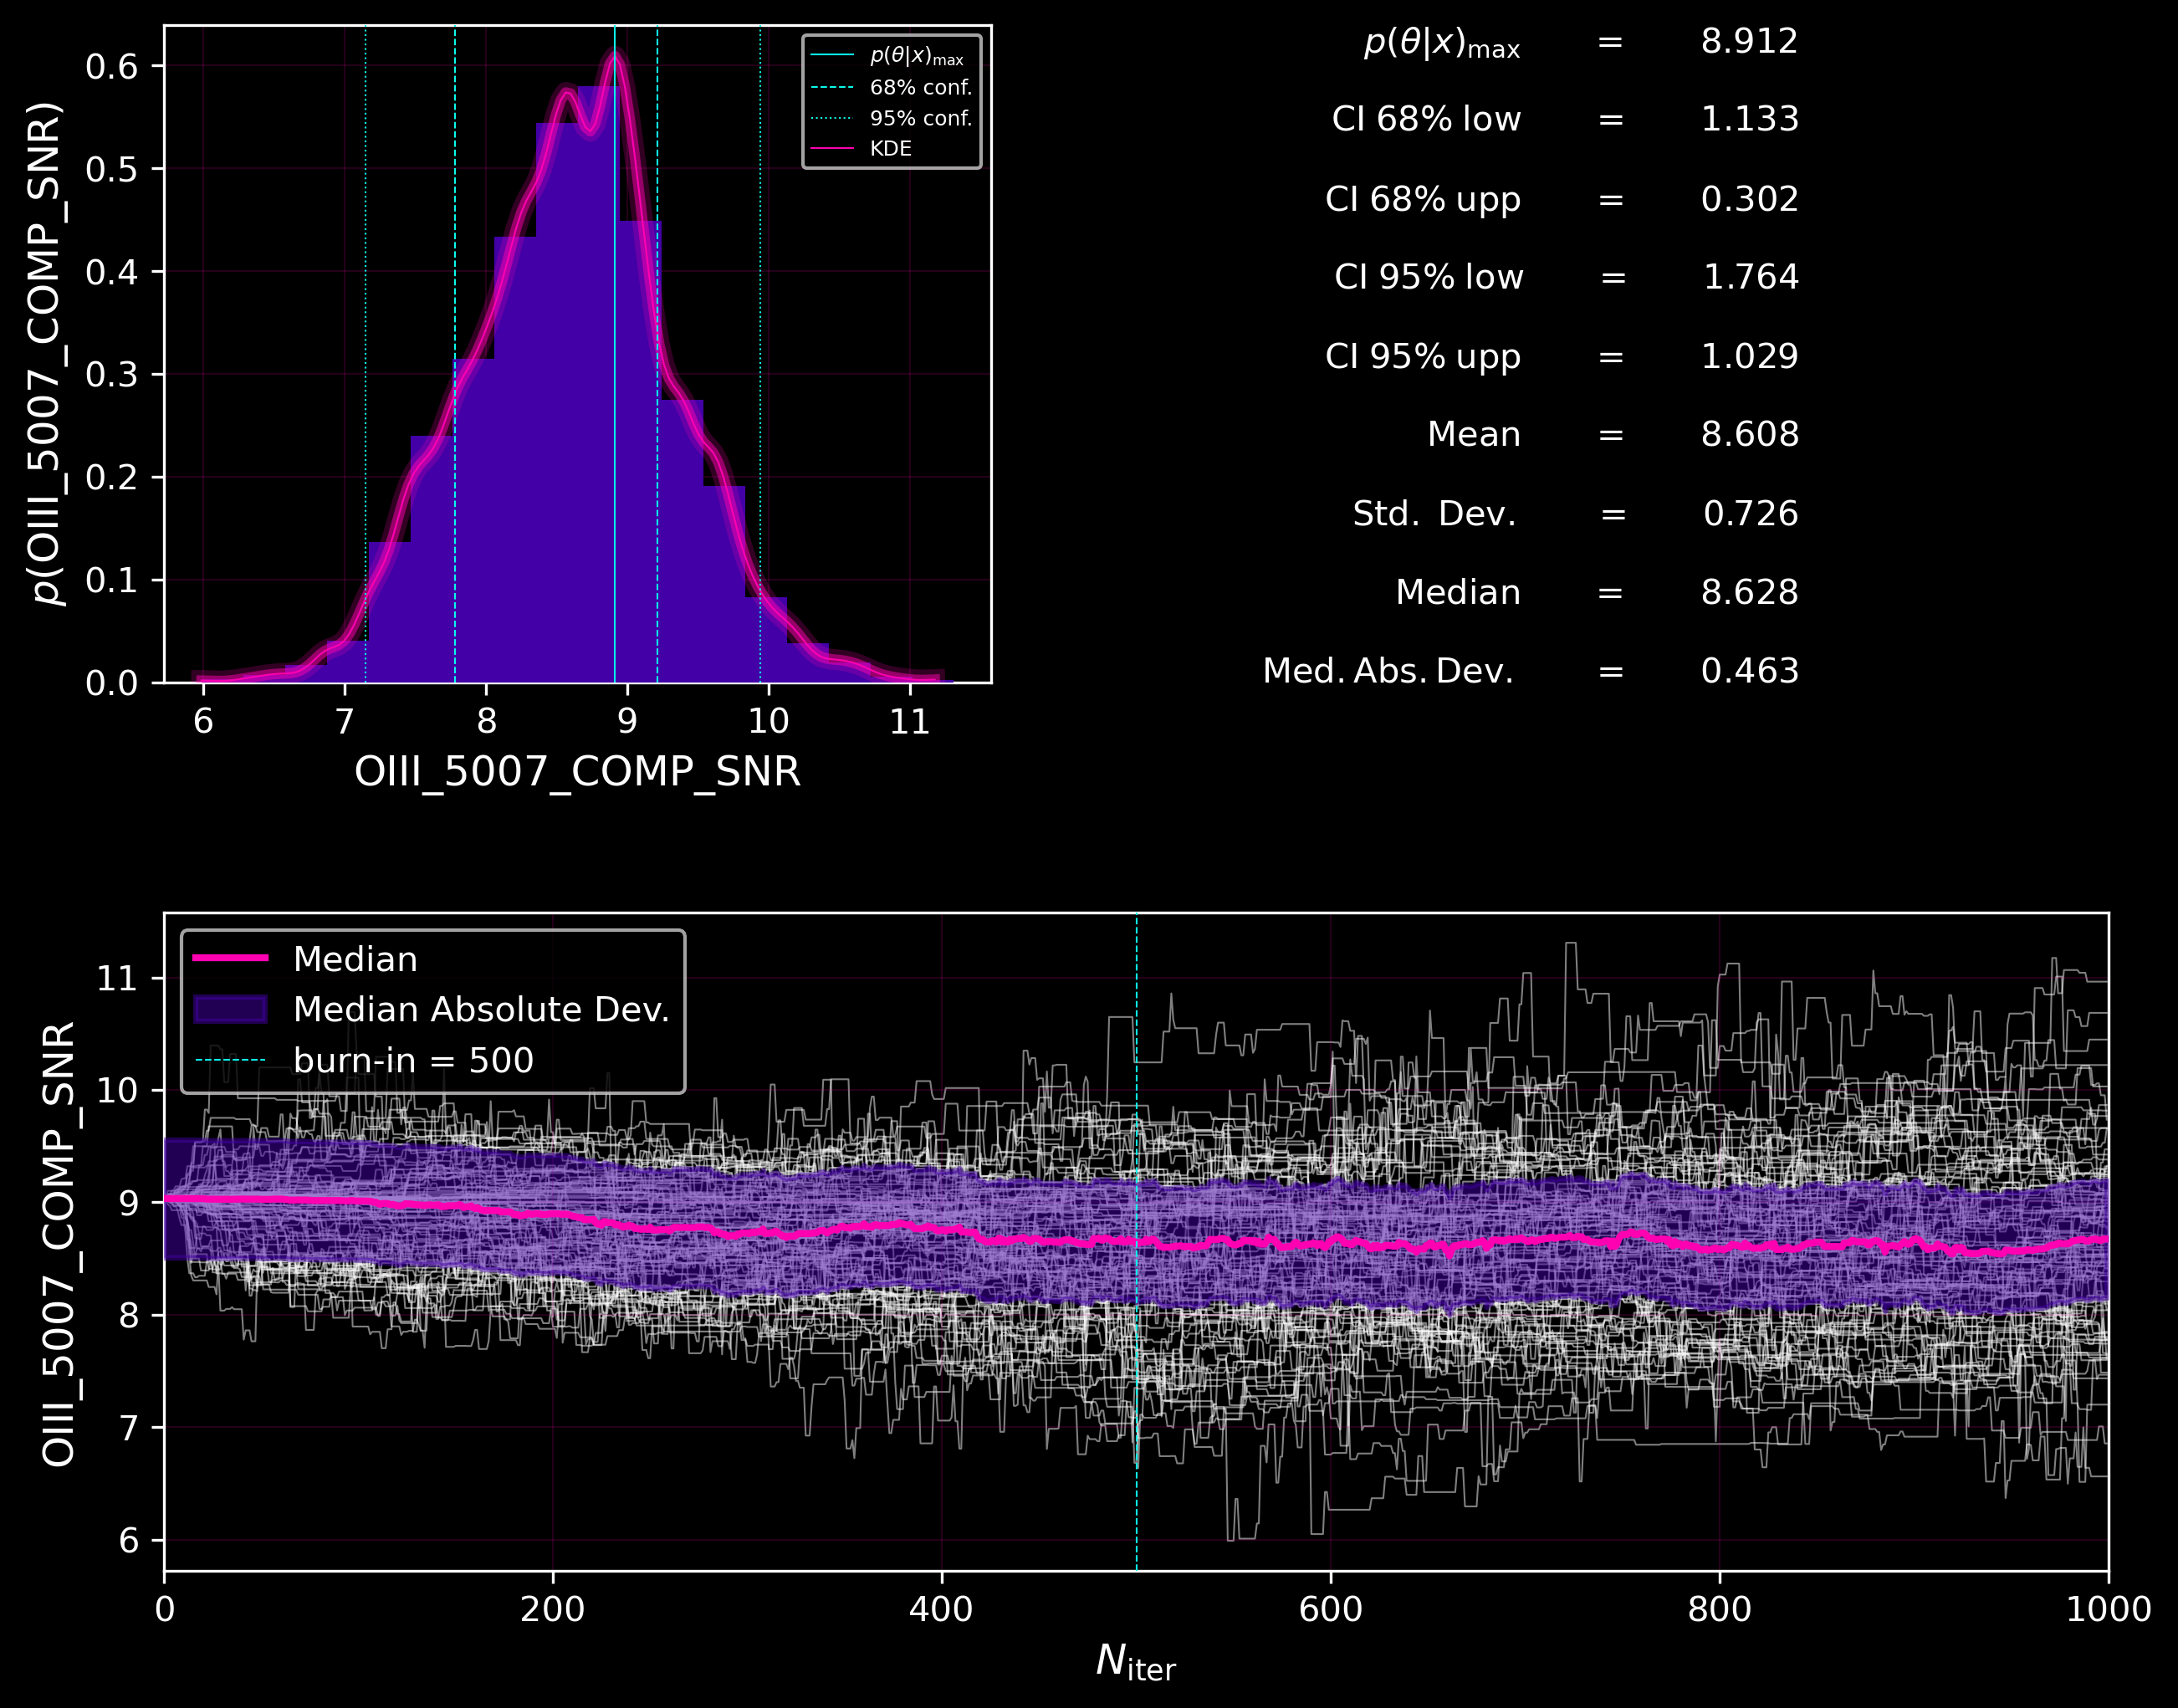 p(OIII_5007_COMP_SNR)
0.6
0.5
0.4
0.3
0.2
0.1
0.0
6 7 8 9 10 11
OIII_5007_COMP_SNR
p(θ|x)max
68% conf.
95% conf.
KDE
p(θ|x)max = 8.912
CI 68% low = 1.133
CI 68% upp = 0.302
CI 95% low = 1.764
CI 95% upp = 1.029
Mean = 8.608
Std. Dev. = 0.726
Median = 8.628
Med. Abs. Dev. = 0.463
OIII_5007_COMP_SNR
11
10
9
8
7
6
Median
Median Absolute Dev.
burn-in = 500
0 200 400 600 800 1000
Niter